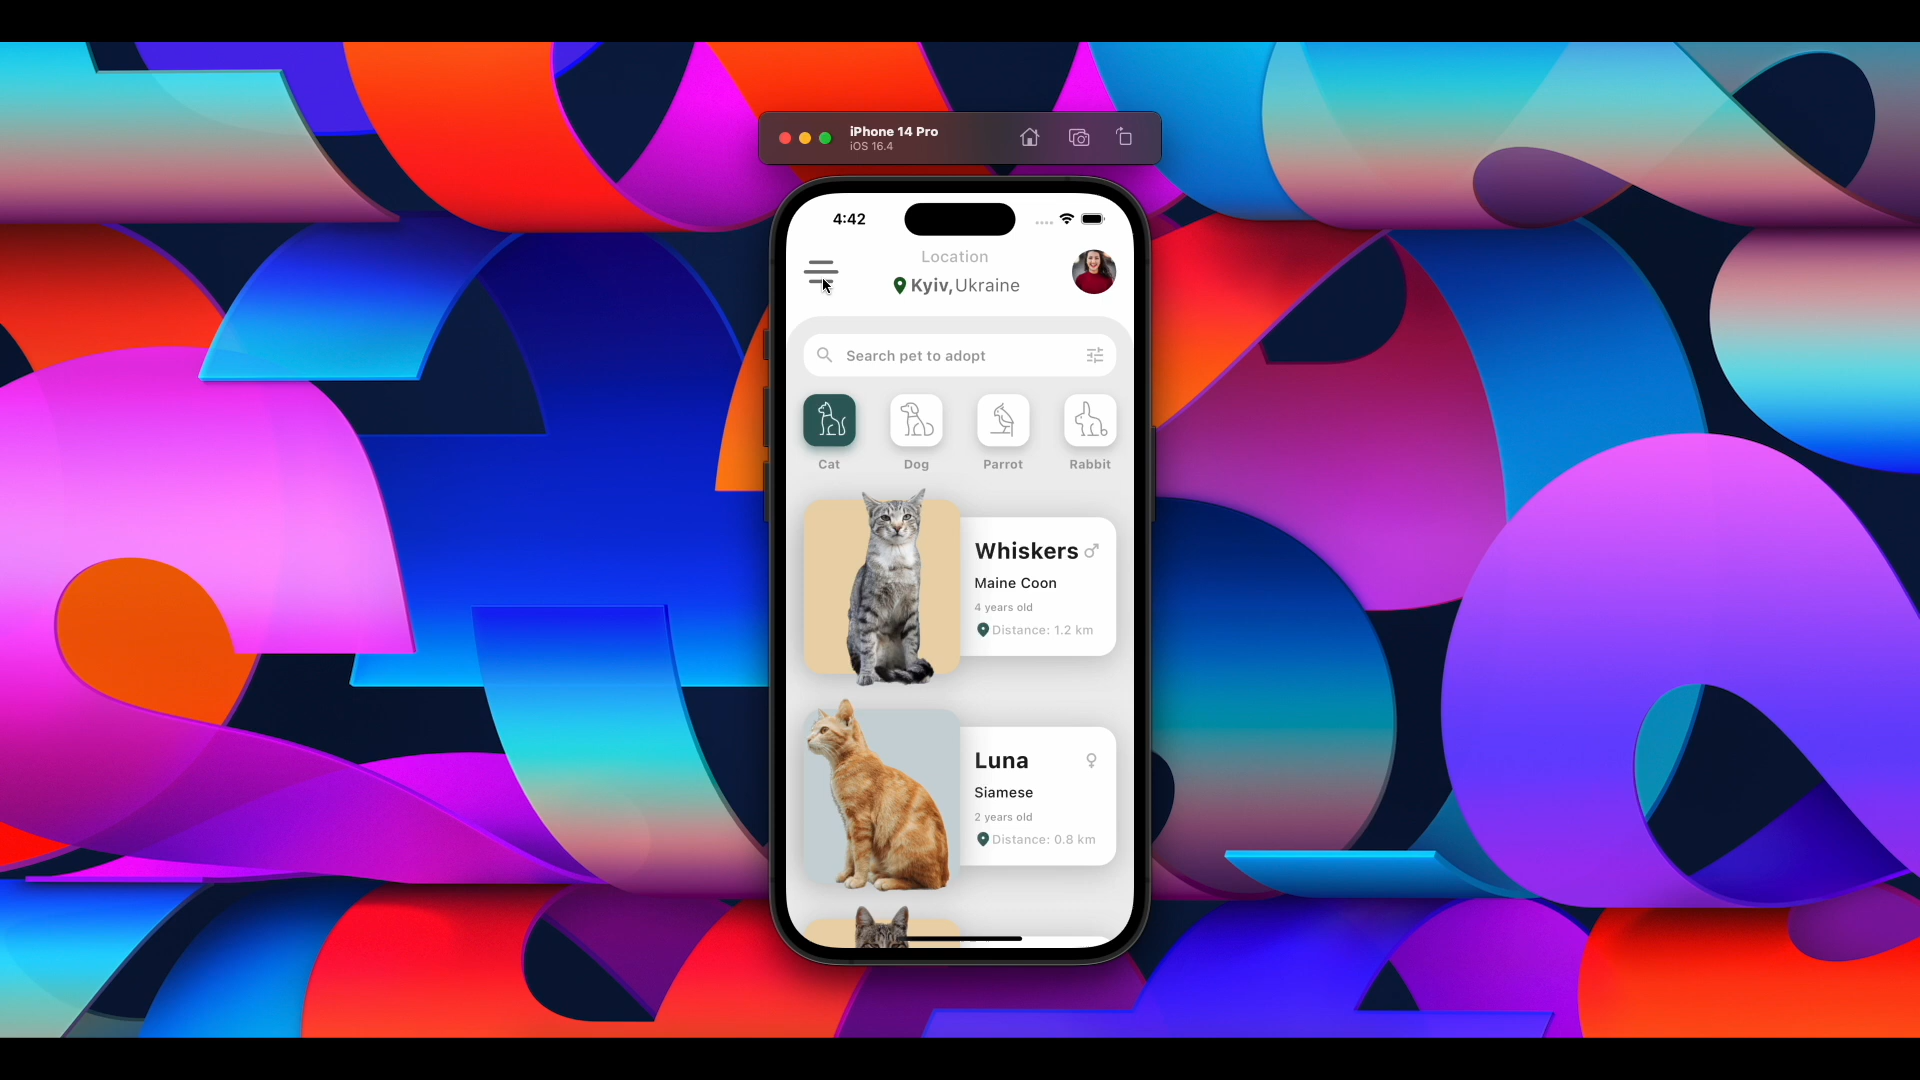 iPhone 14 Pro
iOS 16.4
4:42
Location
Kyiv, Ukraine
Search pet to adopt
Cat Dog Parrot Rabbit
Whiskers
Maine Coon
4 years old
Distance: 1.2 km
Luna
Siamese
2 years old
Distance: 0.8 km